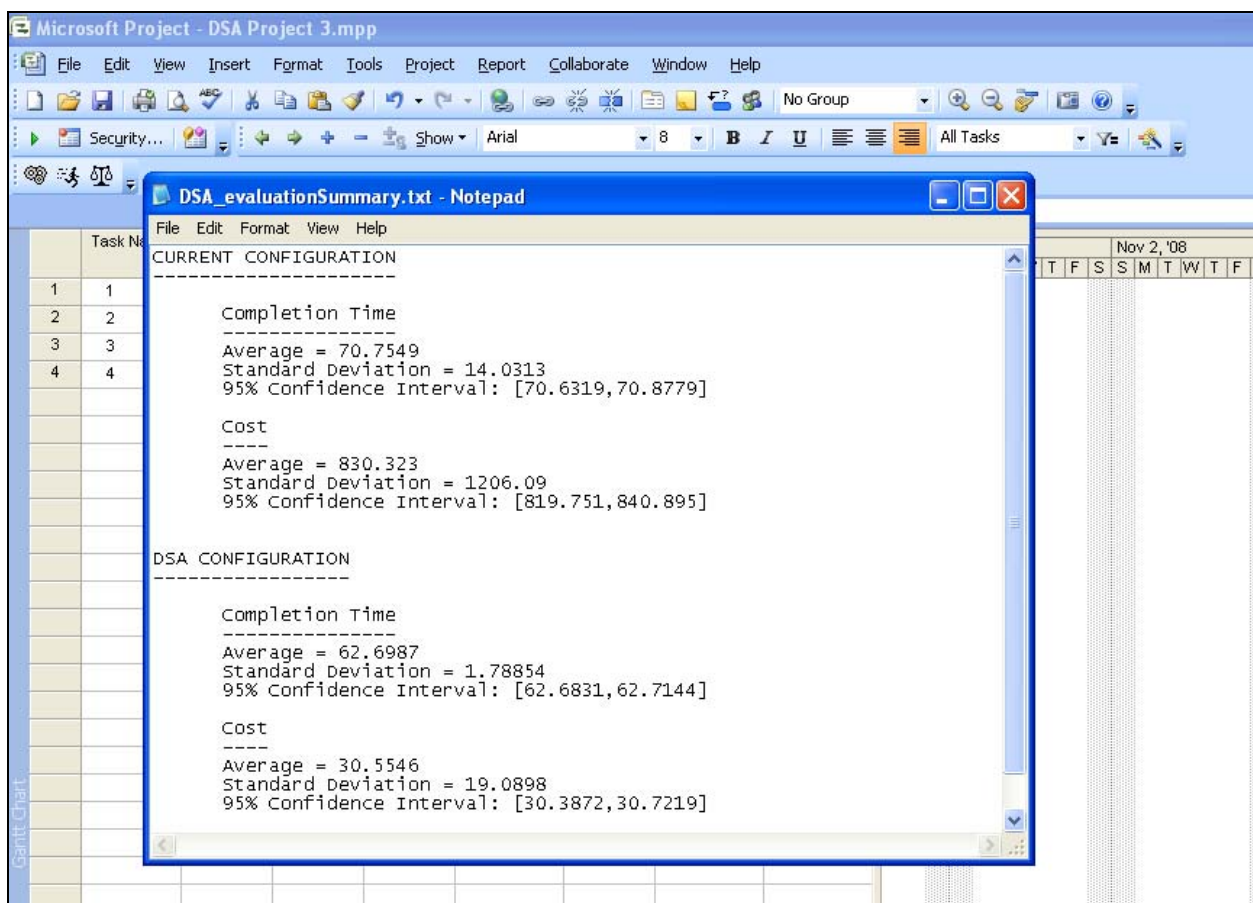 Microsoft Project - DSA Project 3.mpp
File Edit View Insert Format Tools Project Report Collaborate Window Help
ABC No Group
Security... Show Arial 8 B I U All Tasks
DSA_evaluationSummary.txt - Notepad
File Edit Format View Help
Task Na
Nov 2, '08
T F S S M T W T F
1 1
2 2
3 3
4 4
CURRENT CONFIGURATION
---------------------
Completion Time
---------------
Average = 70.7549
Standard Deviation = 14.0313
95% Confidence Interval: [70.6319,70.8779]
Cost
----
Average = 830.323
Standard Deviation = 1206.09
95% Confidence Interval: [819.751,840.895]
DSA CONFIGURATION
-----------------
Completion Time
---------------
Average = 62.6987
Standard Deviation = 1.78854
95% Confidence Interval: [62.6831,62.7144]
Cost
----
Average = 30.5546
Standard Deviation = 19.0898
95% Confidence Interval: [30.3872,30.7219]
Gantt Chart